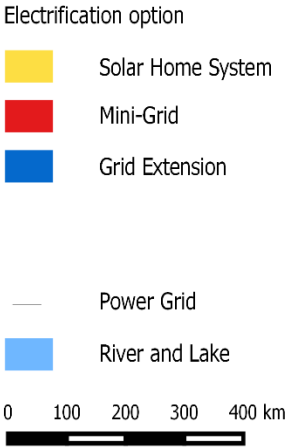 Electrification option
Solar Home System
Mini-Grid
Grid Extension
Power Grid
River and Lake
0 100 200 300 400 km